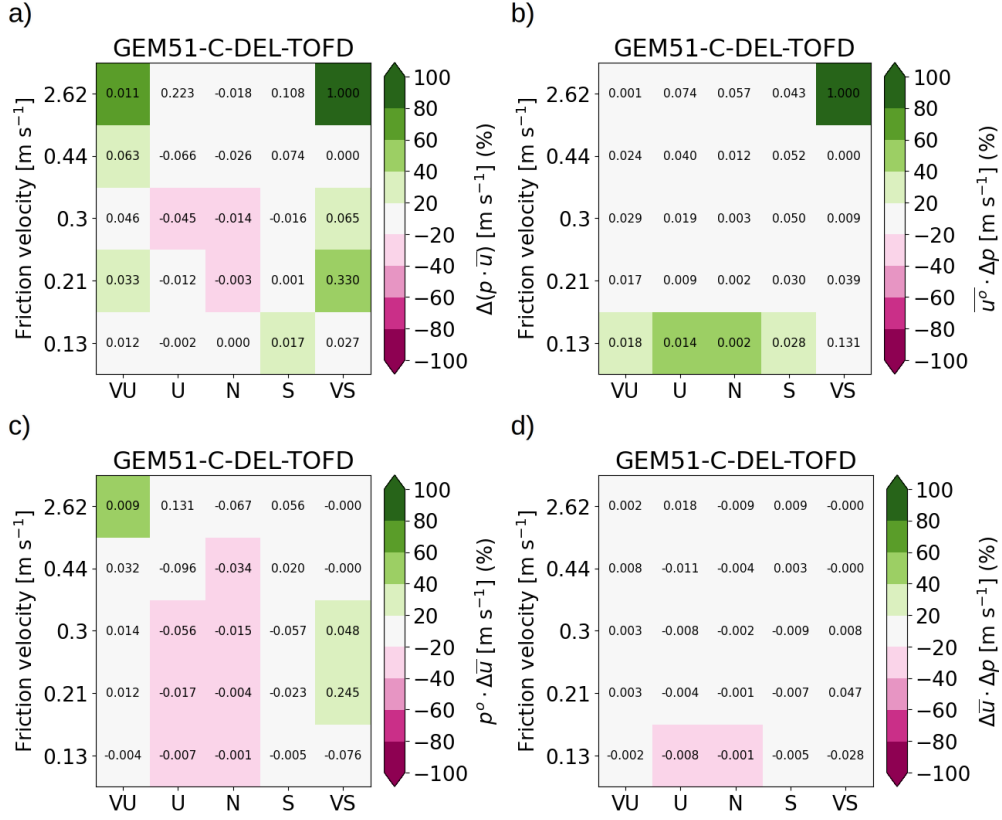 a)
GEM51-C-DEL-TOFD
Friction velocity [m s⁻¹]
2.62 0.011 0.223 -0.018 0.108 1.000
0.44 0.063 -0.066 -0.026 0.074 0.000
0.3 0.046 -0.045 -0.014 -0.016 0.065
0.21 0.033 -0.012 -0.003 0.001 0.330
0.13 0.012 -0.002 0.000 0.017 0.027
VU U N S VS
100
80
60
40
20
−20
−40
−60
−80
−100
Δ(p · u̅) [m s⁻¹] (%)
b)
GEM51-C-DEL-TOFD
Friction velocity [m s⁻¹]
2.62 0.001 0.074 0.057 0.043 1.000
0.44 0.024 0.040 0.012 0.052 0.000
0.3 0.029 0.019 0.003 0.050 0.009
0.21 0.017 0.009 0.002 0.030 0.039
0.13 0.018 0.014 0.002 0.028 0.131
VU U N S VS
100
80
60
40
20
−20
−40
−60
−80
−100
u̅ᵒ · Δp [m s⁻¹] (%)
c)
GEM51-C-DEL-TOFD
Friction velocity [m s⁻¹]
2.62 0.009 0.131 -0.067 0.056 -0.000
0.44 0.032 -0.096 -0.034 0.020 -0.000
0.3 0.014 -0.056 -0.015 -0.057 0.048
0.21 0.012 -0.017 -0.004 -0.023 0.245
0.13 -0.004 -0.007 -0.001 -0.005 -0.076
VU U N S VS
100
80
60
40
20
−20
−40
−60
−80
−100
pᵒ · Δu̅ [m s⁻¹] (%)
d)
GEM51-C-DEL-TOFD
Friction velocity [m s⁻¹]
2.62 0.002 0.018 -0.009 0.009 -0.000
0.44 0.008 -0.011 -0.004 0.003 -0.000
0.3 0.003 -0.008 -0.002 -0.009 0.008
0.21 0.003 -0.004 -0.001 -0.007 0.047
0.13 -0.002 -0.008 -0.001 -0.005 -0.028
VU U N S VS
100
80
60
40
20
−20
−40
−60
−80
−100
Δu̅ · Δp [m s⁻¹] (%)